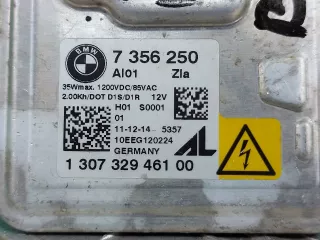 BMW
7 356 250
AI01 Zla
35Wmax. 1200VDC/85VAC
2.00Kh/DOT D1S/D1R 12V
H01 S0001
01
11-12-14 5357
10EEG120224
GERMANY
AL
1 307 329 461 00